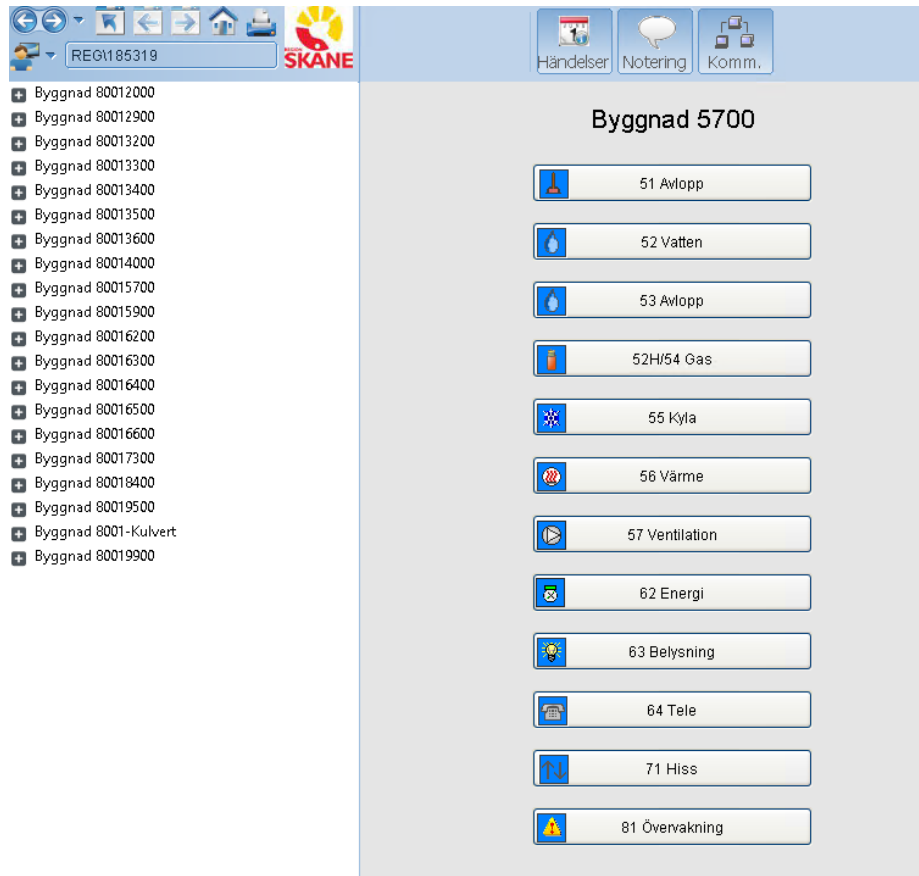 REG\185319
REGION
SKÅNE
Händelser
Notering
Komm.
Byggnad 80012000
Byggnad 80012900
Byggnad 80013200
Byggnad 80013300
Byggnad 80013400
Byggnad 80013500
Byggnad 80013600
Byggnad 80014000
Byggnad 80015700
Byggnad 80015900
Byggnad 80016200
Byggnad 80016300
Byggnad 80016400
Byggnad 80016500
Byggnad 80016600
Byggnad 80017300
Byggnad 80018400
Byggnad 80019500
Byggnad 8001-Kulvert
Byggnad 80019900
Byggnad 5700
51 Avlopp
52 Vatten
53 Avlopp
52H/54 Gas
55 Kyla
56 Värme
57 Ventilation
62 Energi
63 Belysning
64 Tele
71 Hiss
81 Övervakning